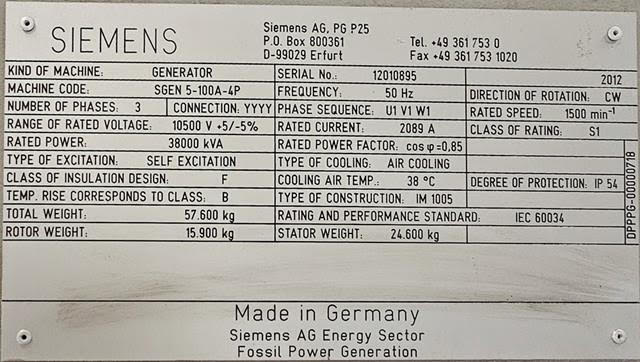 SIEMENS
Siemens AG, PG P25
P.O. Box 800361 Tel. +49 361 753 0
D-99029 Erfurt Fax +49 361 753 1020
KIND OF MACHINE: GENERATOR SERIAL No.: 12010895 2012
MACHINE CODE: SGEN 5-100A-4P FREQUENCY: 50 Hz DIRECTION OF ROTATION: CW
NUMBER OF PHASES: 3 CONNECTION: YYYY PHASE SEQUENCE: U1 V1 W1 RATED SPEED: 1500 min⁻¹
RANGE OF RATED VOLTAGE: 10500 V +5/-5% RATED CURRENT: 2089 A CLASS OF RATING: S1
RATED POWER: 38000 kVA RATED POWER FACTOR: cos φ=0,85
TYPE OF EXCITATION: SELF EXCITATION TYPE OF COOLING: AIR COOLING
CLASS OF INSULATION DESIGN: F COOLING AIR TEMP.: 38 °C DEGREE OF PROTECTION: IP 54
TEMP. RISE CORRESPONDS TO CLASS: B TYPE OF CONSTRUCTION: IM 1005
TOTAL WEIGHT: 57.600 kg RATING AND PERFORMANCE STANDARD: IEC 60034
ROTOR WEIGHT: 15.900 kg STATOR WEIGHT: 24.600 kg
DPPPG-00000071B
Made in Germany
Siemens AG Energy Sector
Fossil Power Generation